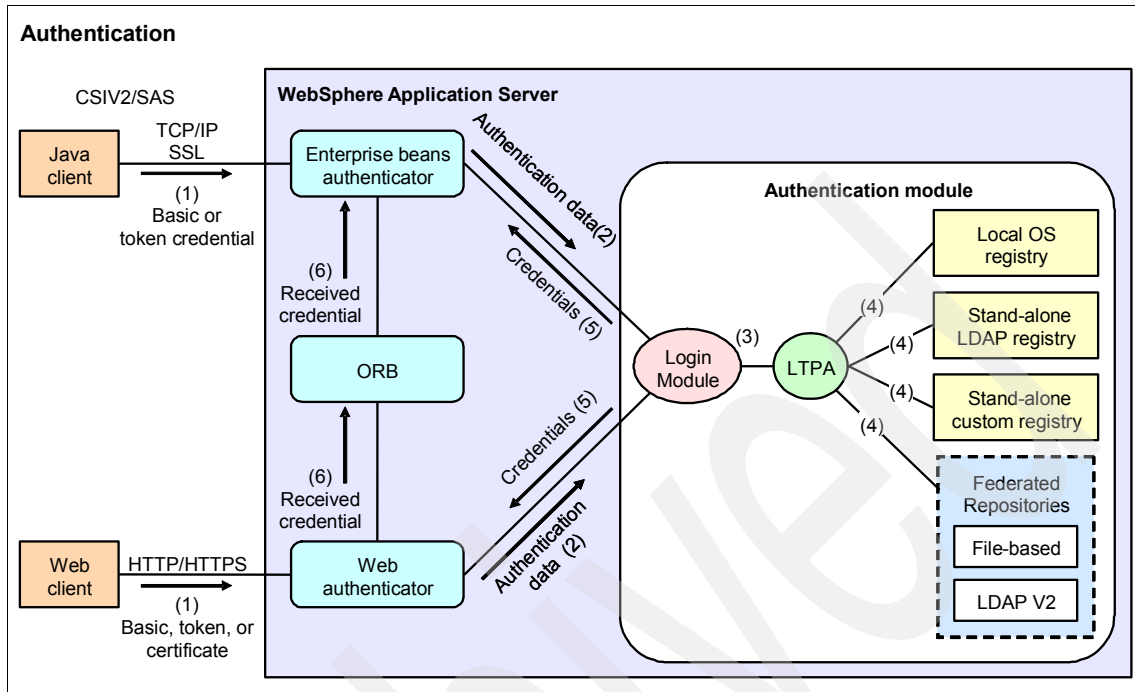 Authentication
CSIV2/SAS
WebSphere Application Server
TCP/IP
SSL
Java
client
(1)
Basic or
token credential
Enterprise beans
authenticator
Authentication data(2)
Credentials (5)
(6)
Received
credential
ORB
(6)
Received
credential
Web
client
HTTP/HTTPS
(1)
Basic, token, or
certificate
Web
authenticator
Credentials (5)
Authentication
data (2)
Authentication module
Login
Module
(3)
LTPA
(4)
(4)
(4)
(4)
Local OS
registry
Stand-alone
LDAP registry
Stand-alone
custom registry
Federated
Repositories
File-based
LDAP V2